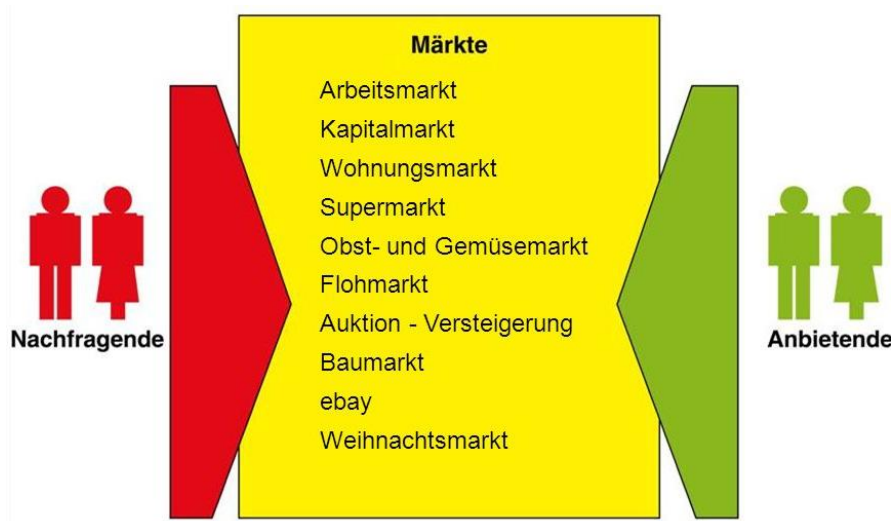 Märkte
Arbeitsmarkt
Kapitalmarkt
Wohnungsmarkt
Supermarkt
Obst- und Gemüsemarkt
Flohmarkt
Auktion - Versteigerung
Baumarkt
ebay
Weihnachtsmarkt
Nachfragende
Anbietende